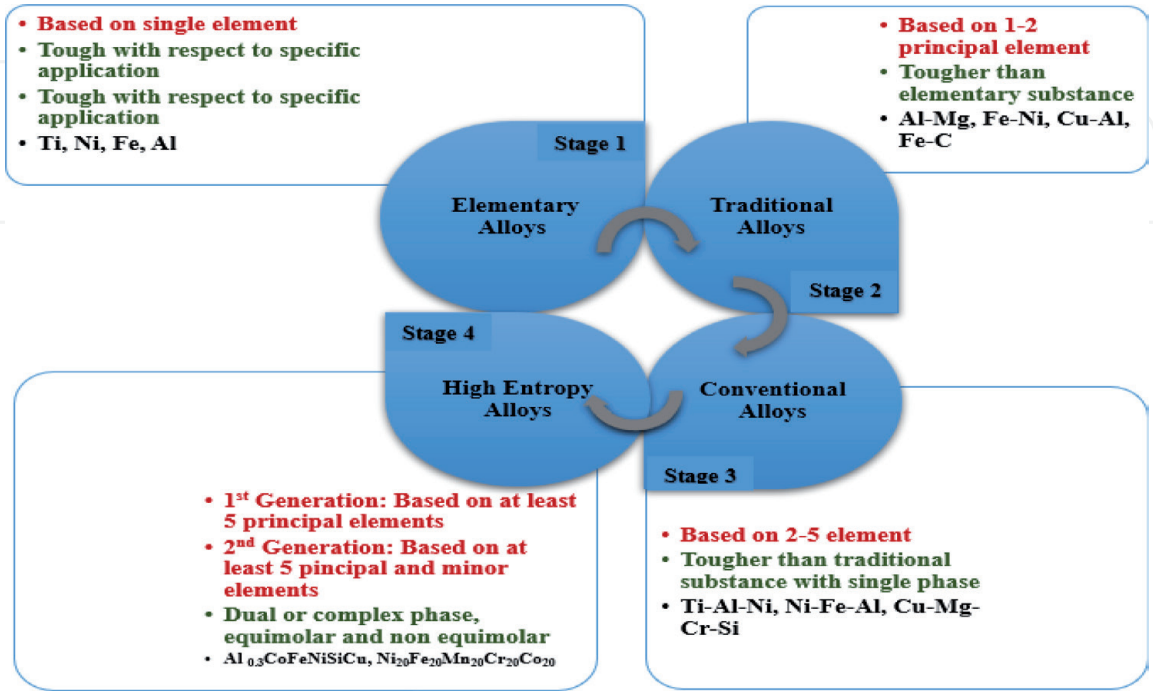 • Based on single element
• Tough with respect to specific
application
• Tough with respect to specific
application
• Ti, Ni, Fe, Al
• Based on 1-2
principal element
• Tougher than
elementary substance
• Al-Mg, Fe-Ni, Cu-Al,
Fe-C
Stage 1
Elementary
Alloys
Traditional
Alloys
Stage 2
Stage 4
High Entropy
Alloys
Conventional
Alloys
Stage 3
• 1st Generation: Based on at least
5 principal elements
• 2nd Generation: Based on at
least 5 pincipal and minor
elements
• Dual or complex phase,
equimolar and non equimolar
• Al 0.3CoFeNiSiCu, Ni20Fe20Mn20Cr20Co20
• Based on 2-5 element
• Tougher than traditional
substance with single phase
• Ti-Al-Ni, Ni-Fe-Al, Cu-Mg-
Cr-Si